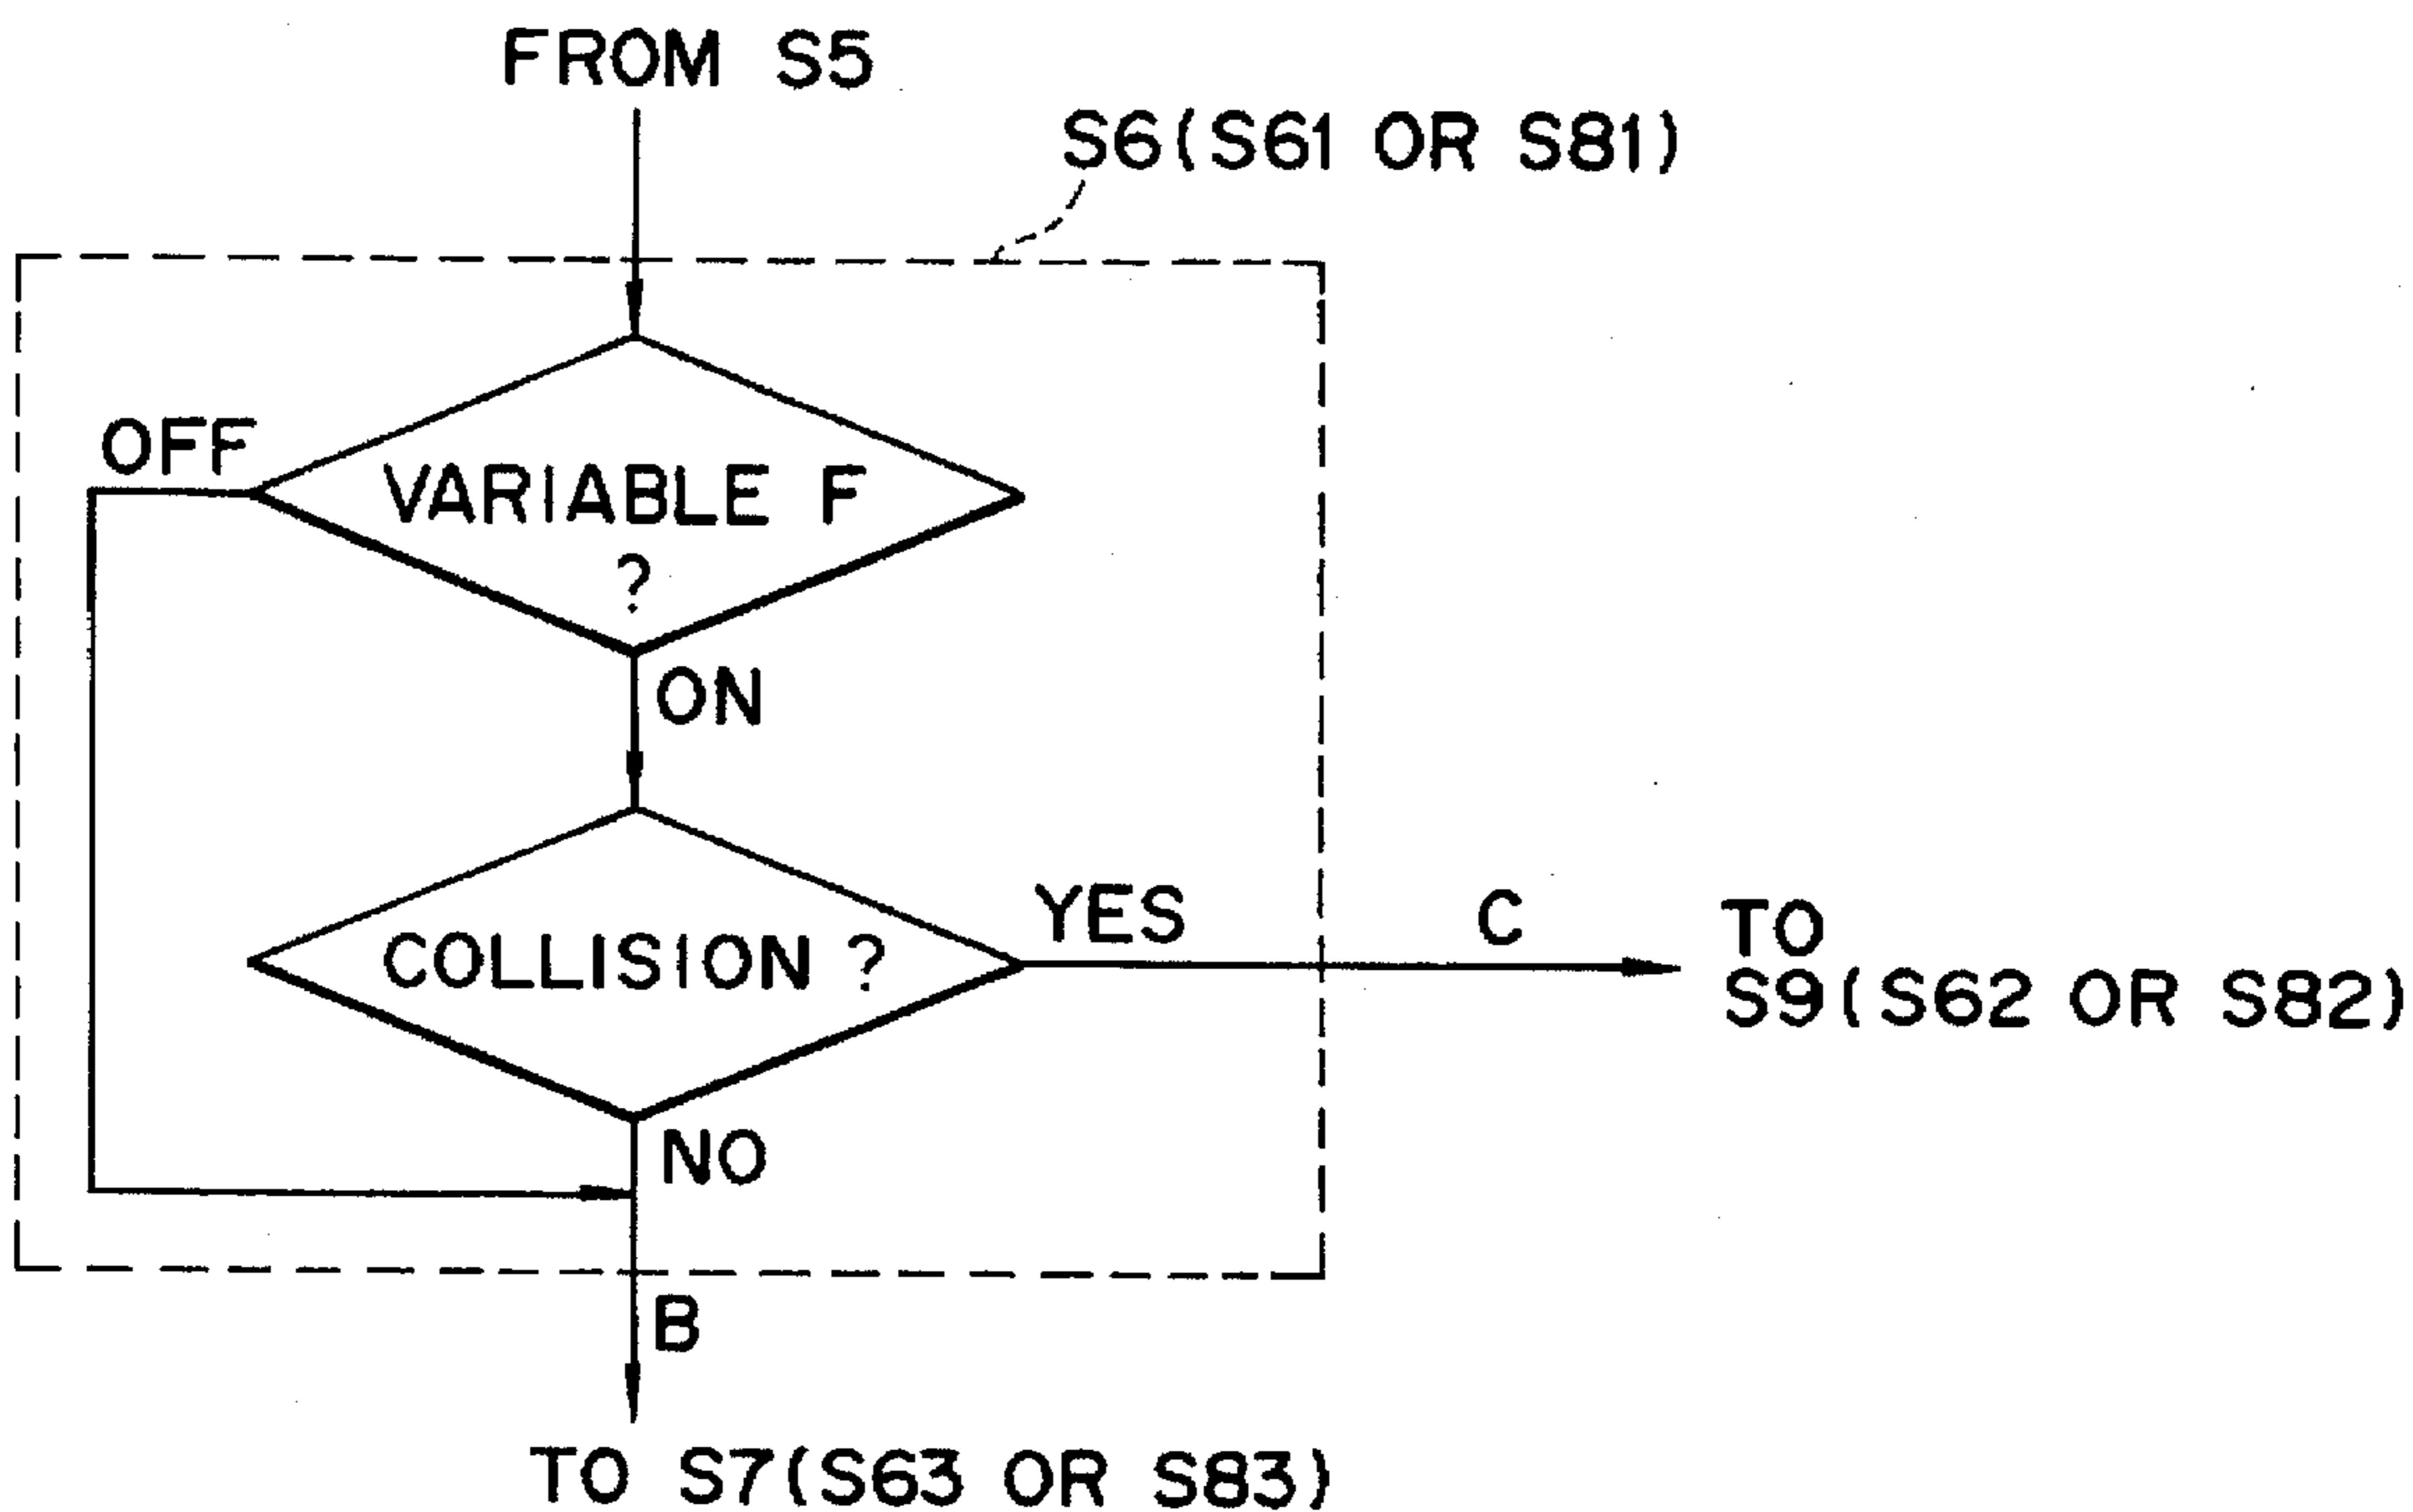 FROM S5
S6(S61 OR S81)
OFF
VARIABLE F
?
ON
COLLISION ?
YES
C
TO
S9(S62 OR S82)
NO
B
TO S7(S63 OR S83)